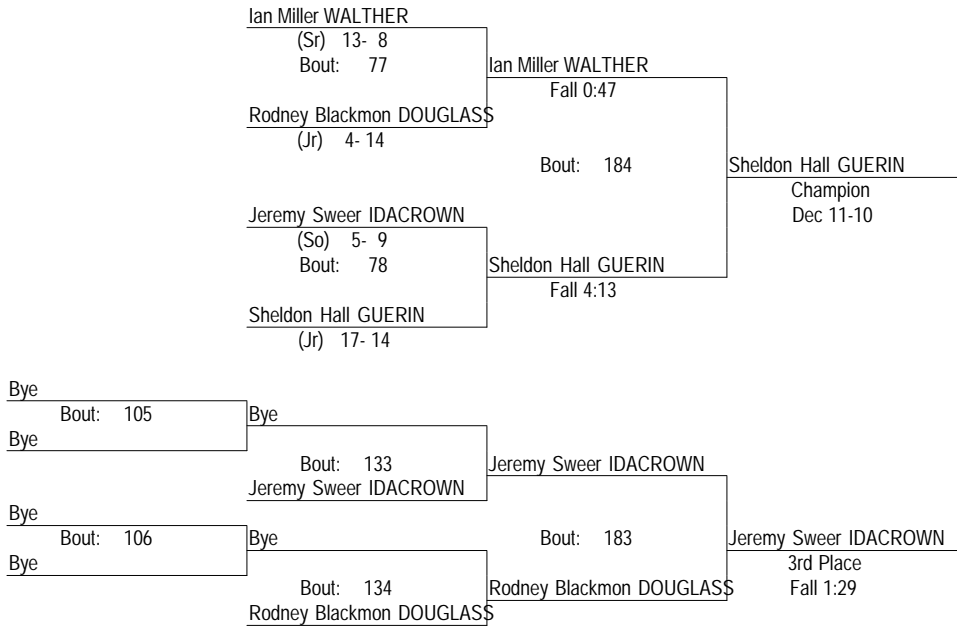 Ian Miller WALTHER
(Sr) 13- 8
Bout: 77
Ian Miller WALTHER
Fall 0:47
Rodney Blackmon DOUGLASS
(Jr) 4- 14
Bout: 184
Sheldon Hall GUERIN
Champion
Dec 11-10
Jeremy Sweer IDACROWN
(So) 5- 9
Bout: 78
Sheldon Hall GUERIN
Fall 4:13
Sheldon Hall GUERIN
(Jr) 17- 14
Bye
Bout: 105
Bye
Bye
Bout: 133
Jeremy Sweer IDACROWN
Jeremy Sweer IDACROWN
Bye
Bout: 106
Bye
Bye
Bout: 183
Jeremy Sweer IDACROWN
3rd Place
Fall 1:29
Bout: 134
Rodney Blackmon DOUGLASS
Rodney Blackmon DOUGLASS